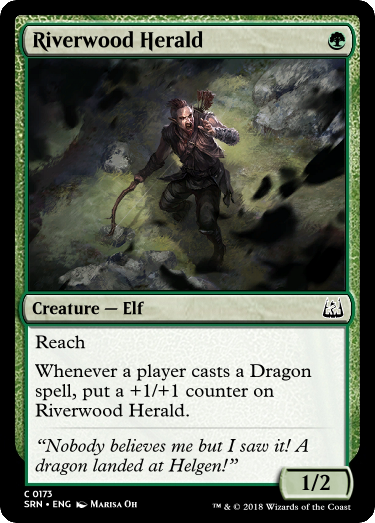 Riverwood Herald
Creature — Elf
Reach
Whenever a player casts a Dragon
spell, put a +1/+1 counter on
Riverwood Herald.
“Nobody believes me but I saw it! A
dragon landed at Helgen!”
1/2
C 0173
SRN • ENG Marisa Oh
™ & © 2018 Wizards of the Coast